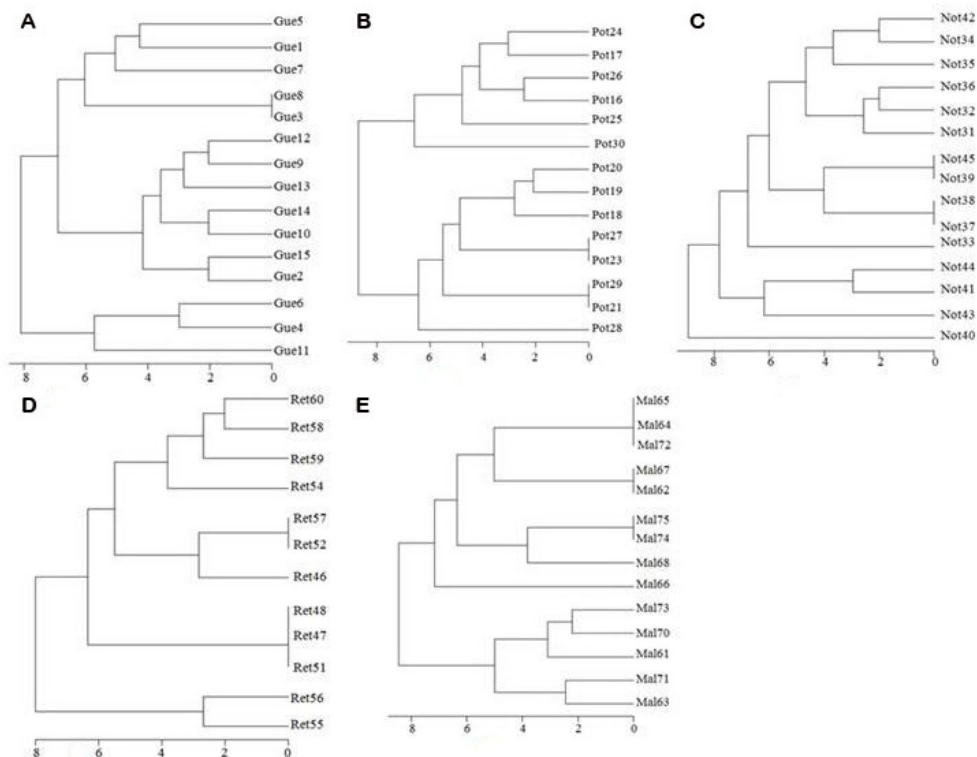 A
Gue5
Gue1
Gue7
Gue8
Gue3
Gue12
Gue9
Gue13
Gue14
Gue10
Gue15
Gue2
Gue6
Gue4
Gue11
8 6 4 2 0
B
Pot24
Pot17
Pot26
Pot16
Pot25
Pot30
Pot20
Pot19
Pot18
Pot27
Pot23
Pot29
Pot21
Pot28
8 6 4 2 0
C
Not42
Not34
Not35
Not36
Not32
Not31
Not45
Not39
Not38
Not37
Not33
Not44
Not41
Not43
Not40
8 6 4 2 0
D
Ret60
Ret58
Ret59
Ret54
Ret57
Ret52
Ret46
Ret48
Ret47
Ret51
Ret56
Ret55
8 6 4 2 0
E
Mal65
Mal64
Mal72
Mal67
Mal62
Mal75
Mal74
Mal68
Mal66
Mal73
Mal70
Mal61
Mal71
Mal63
8 6 4 2 0